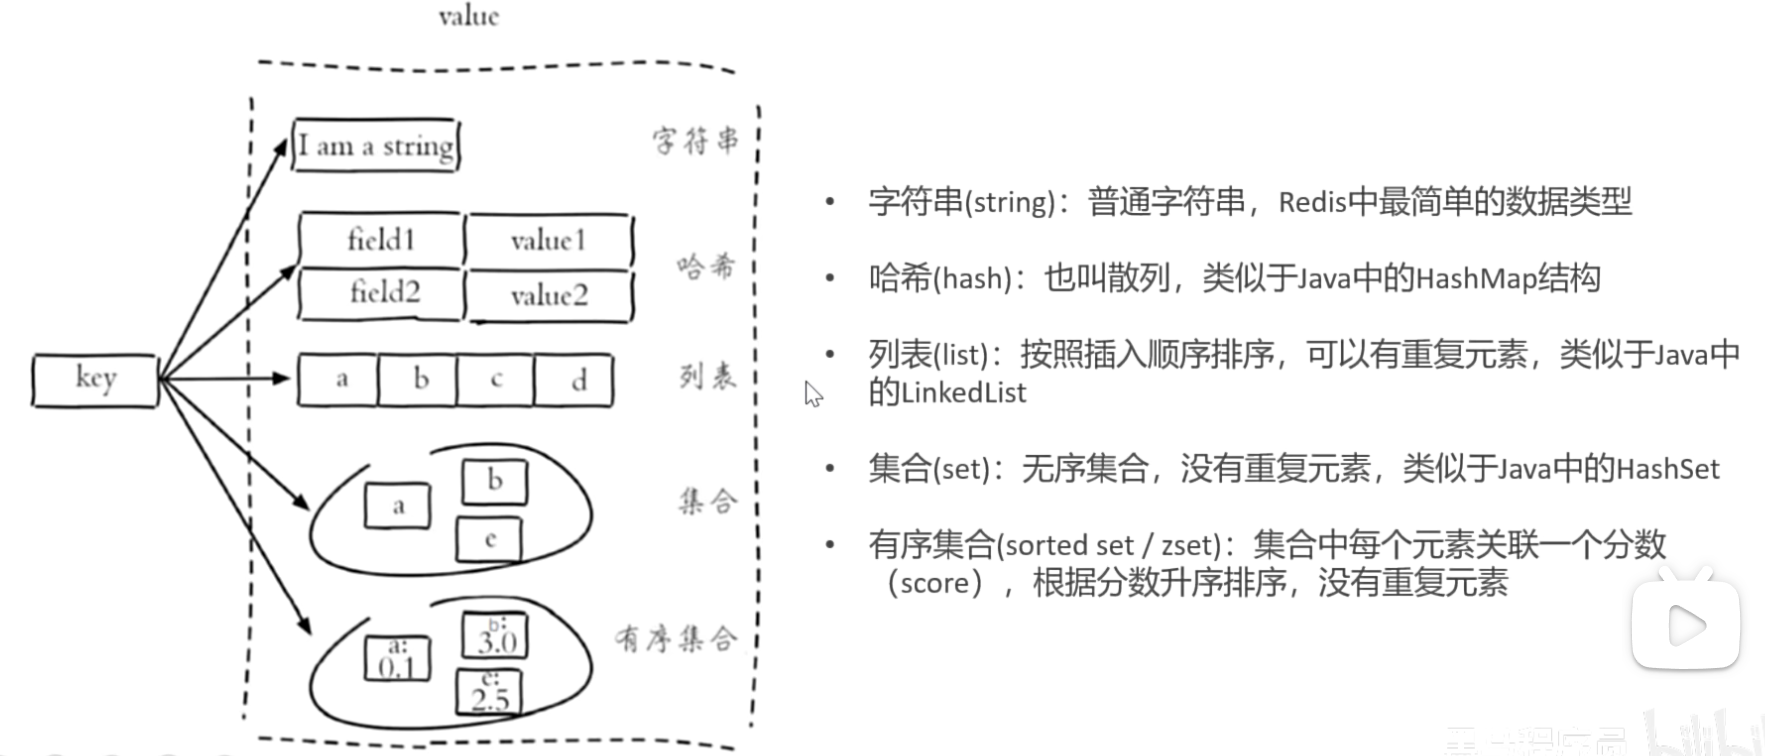 value
I am a string
字符串
field1 value1
哈希
field2 value2
key
a b c d
列表
a
b
e
集合
a:
0.1
b:
3.0
e:
2.5
有序集合
• 字符串(string)：普通字符串，Redis中最简单的数据类型
• 哈希(hash)：也叫散列，类似于Java中的HashMap结构
• 列表(list)：按照插入顺序排序，可以有重复元素，类似于Java中
的LinkedList
• 集合(set)：无序集合，没有重复元素，类似于Java中的HashSet
• 有序集合(sorted set / zset)：集合中每个元素关联一个分数
（score），根据分数升序排序，没有重复元素
bilibili